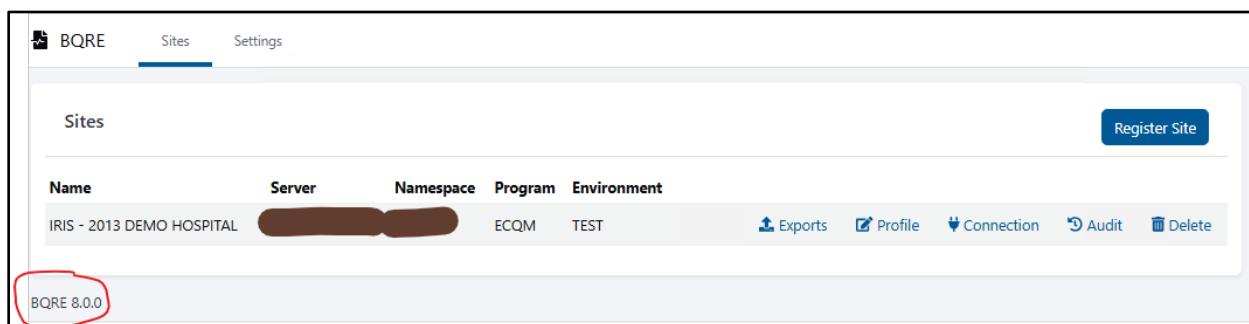 BQRE Sites Settings
Sites
Register Site
Name Server Namespace Program Environment
IRIS - 2013 DEMO HOSPITAL ECQM TEST Exports Profile Connection Audit Delete
BQRE 8.0.0